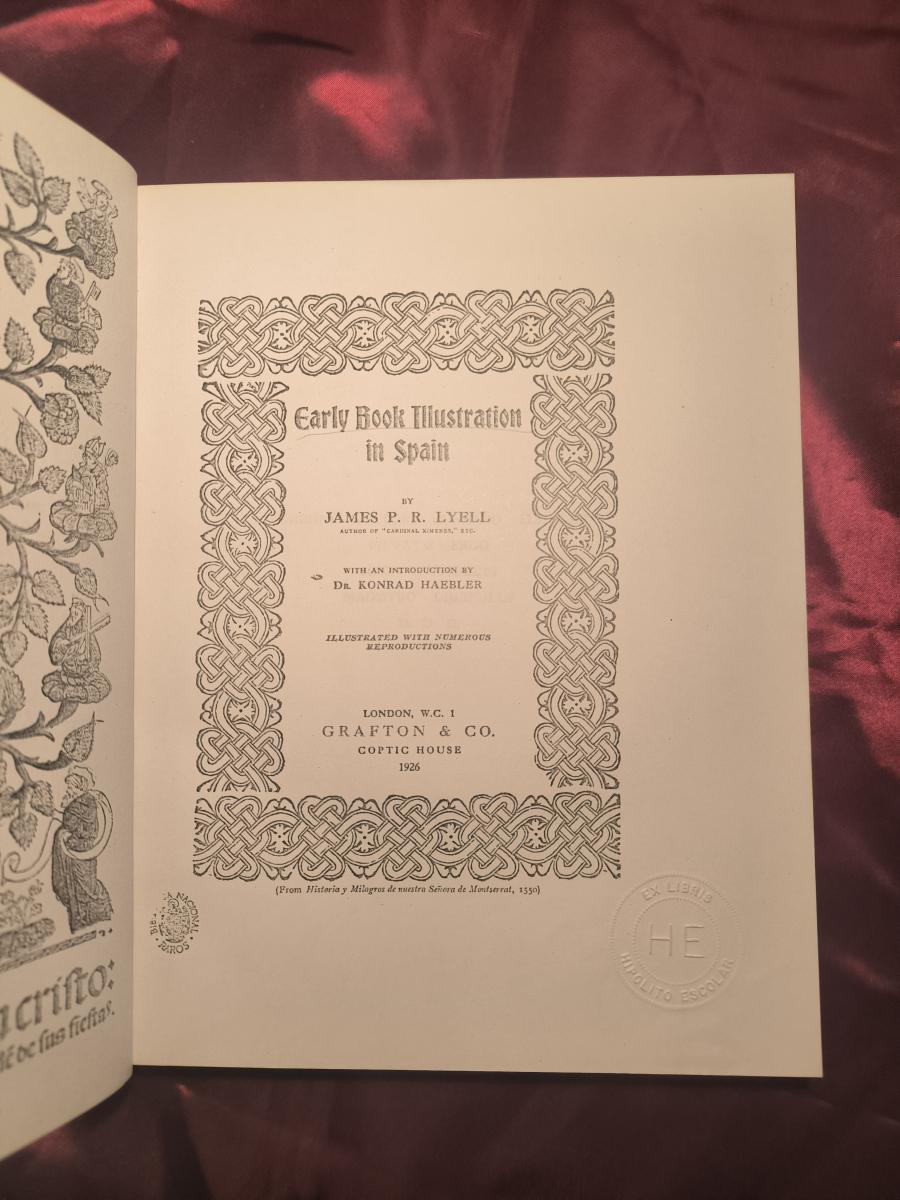 Early Book Illustration
in Spain
BY
JAMES P. R. LYELL
AUTHOR OF "CARDINAL XIMENES," ETC.
WITH AN INTRODUCTION BY
DR. KONRAD HAEBLER
ILLUSTRATED WITH NUMEROUS
REPRODUCTIONS
LONDON, W.C. 1
GRAFTON & CO.
COPTIC HOUSE
1926
(From Historia y Milagros de nuestra Señora de Montserrat, 1550)
NACIONAL
RAROS
EX LIBRIS
HE
HIPOLITO ESCOLAR
cristo:
de sus fiestas.